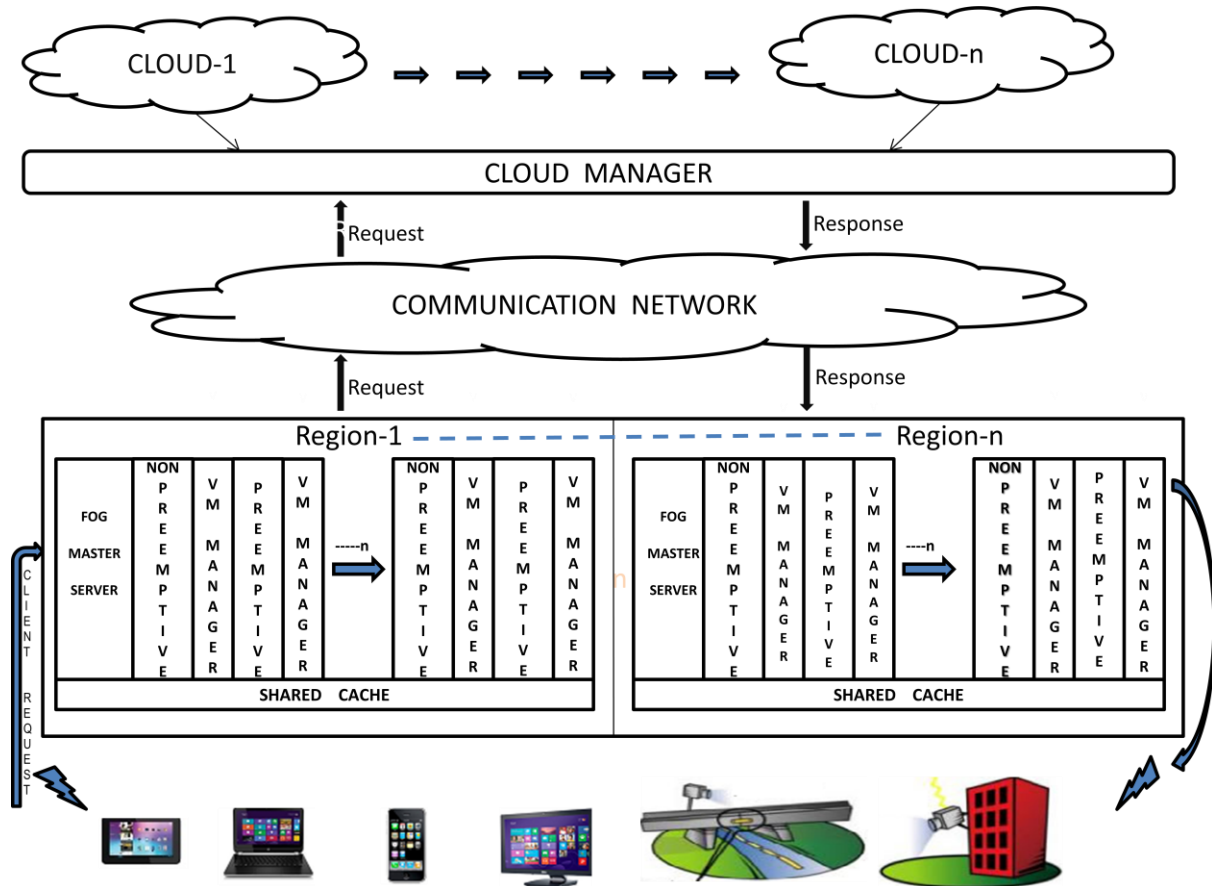 CLOUD-1
CLOUD-n
CLOUD MANAGER
R
Request
Response
COMMUNICATION NETWORK
Request
Response
Region-1
Region-n
FOG
MASTER
SERVER
NON
PREEMPTIVE
VM MANAGER
PREEMPTIVE
VM MANAGER
-----n
NON
PREEMPTIVE
VM MANAGER
PREEMPTIVE
VM MANAGER
SHARED CACHE
n
FOG
MASTER
SERVER
NON
PREEMPTIVE
VM MANAGER
PREEMPTIVE
VM MANAGER
----n
NON
PREEMPTIVE
VM MANAGER
PREEMPTIVE
VM MANAGER
SHARED CACHE
CLIENT REQUEST